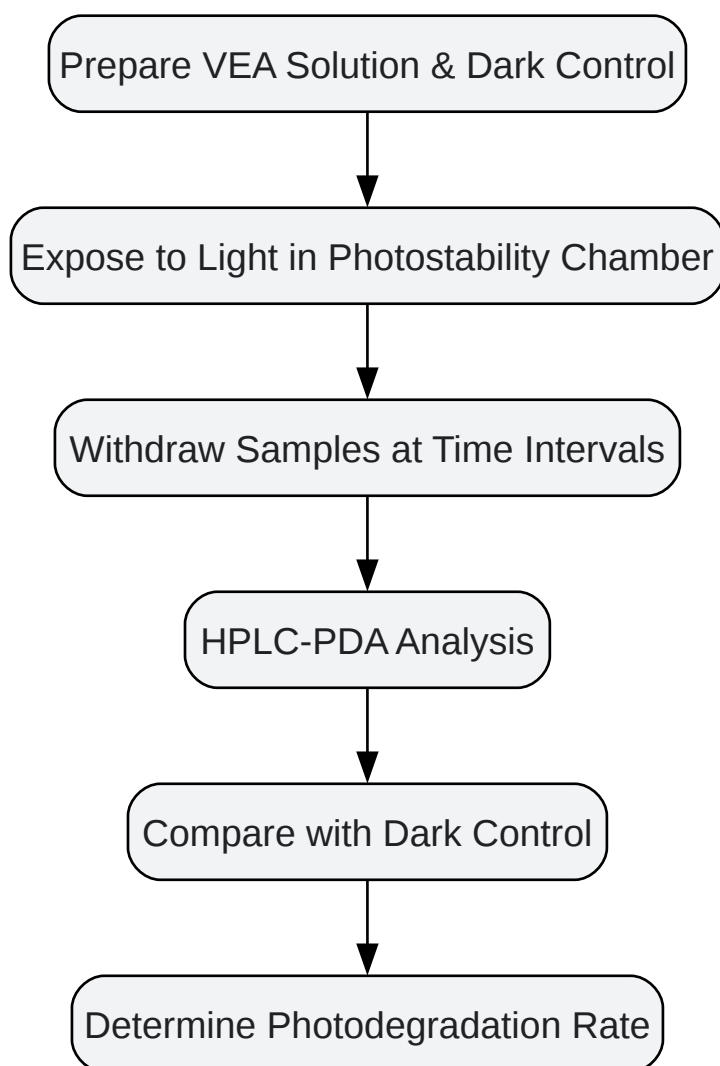 Prepare VEA Solution & Dark Control
Expose to Light in Photostability Chamber
Withdraw Samples at Time Intervals
HPLC-PDA Analysis
Compare with Dark Control
Determine Photodegradation Rate